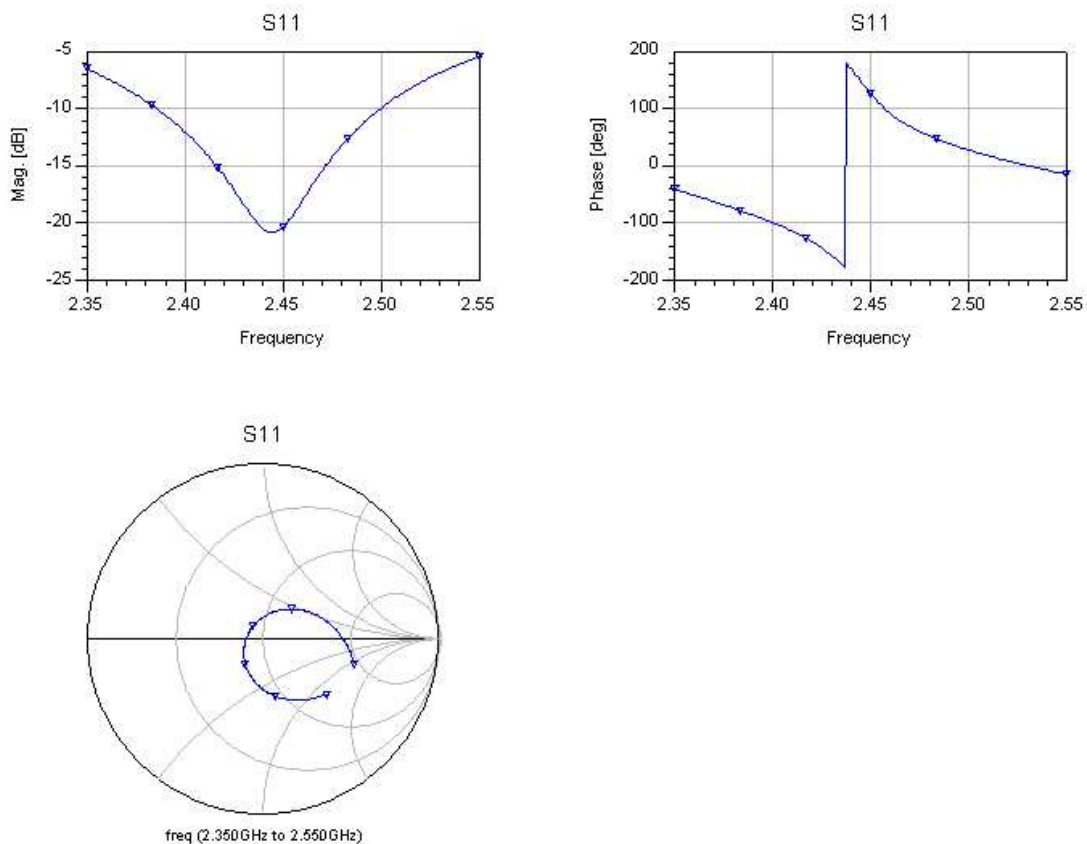 S11
Mag. [dB]
-5
-10
-15
-20
-25
2.35 2.40 2.45 2.50 2.55
Frequency
S11
Phase [deg]
200
100
0
-100
-200
2.35 2.40 2.45 2.50 2.55
Frequency
S11
freq (2.350GHz to 2.550GHz)